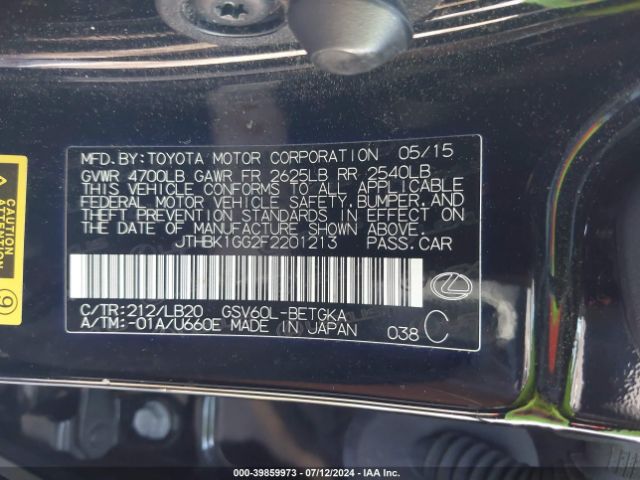 MFD. BY: TOYOTA MOTOR CORPORATION 05/15
GVWR 4700LB GAWR FR 2625LB RR 2540LB
THIS VEHICLE CONFORMS TO ALL APPLICABLE
FEDERAL MOTOR VEHICLE SAFETY, BUMPER, AND
THEFT PREVENTION STANDARDS IN EFFECT ON
THE DATE OF MANUFACTURE SHOWN ABOVE.
JTHBK1GG2F2201213 PASS. CAR
C/TR: 212/LB20 GSV60L-BETGKA
A/TM: -01A/U660E MADE IN JAPAN 038 C
CAUTION
ATTENTION
9
000-39859973 - 07/12/2024 - IAA Inc.